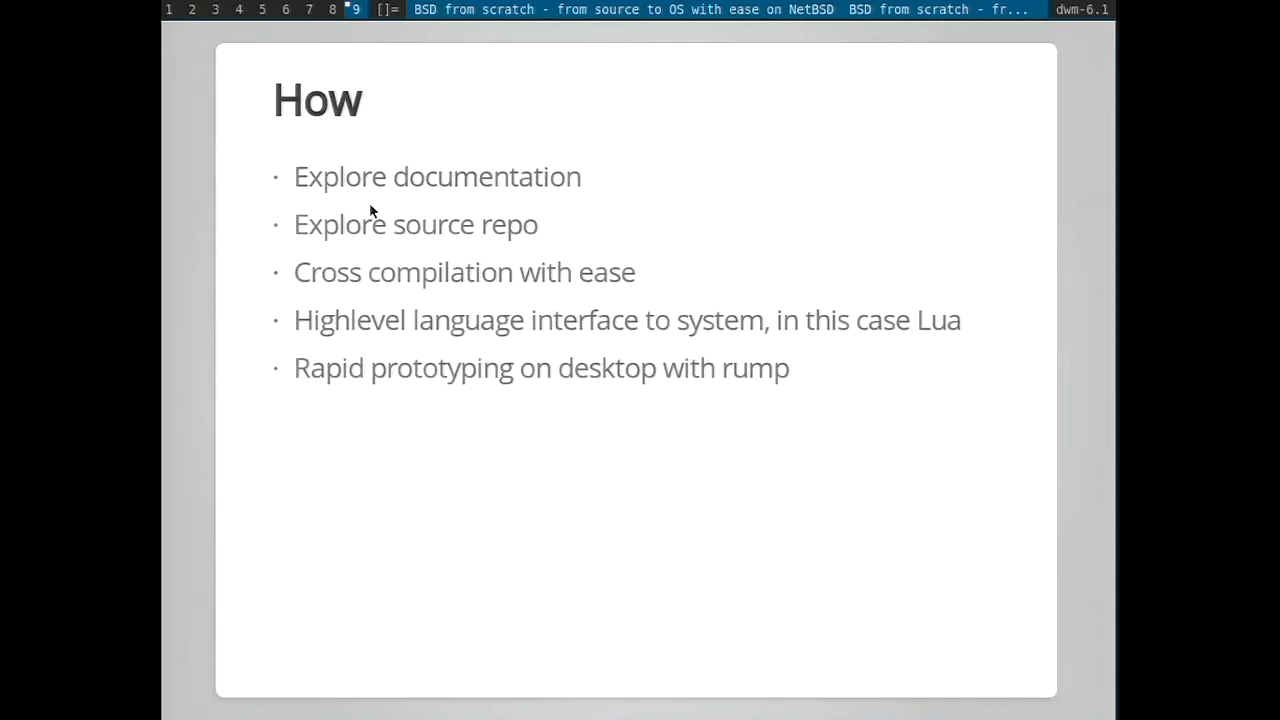 1 2 3 4 5 6 7 8 9 []= BSD from scratch - from source to OS with ease on NetBSD BSD from scratch - fr... dwm-6.1
How
· Explore documentation
· Explore source repo
· Cross compilation with ease
· Highlevel language interface to system, in this case Lua
· Rapid prototyping on desktop with rump